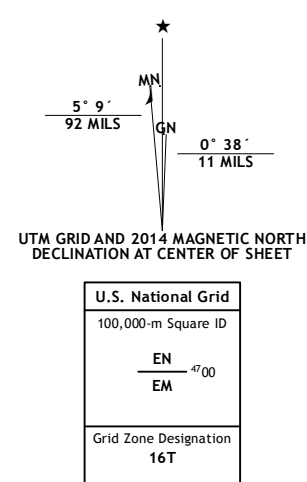 ★
MN
5° 9´
92 MILS
GN
0° 38´
11 MILS
UTM GRID AND 2014 MAGNETIC NORTH
DECLINATION AT CENTER OF SHEET
U.S. National Grid
100,000-m Square ID
EN
4700
EM
Grid Zone Designation
16T